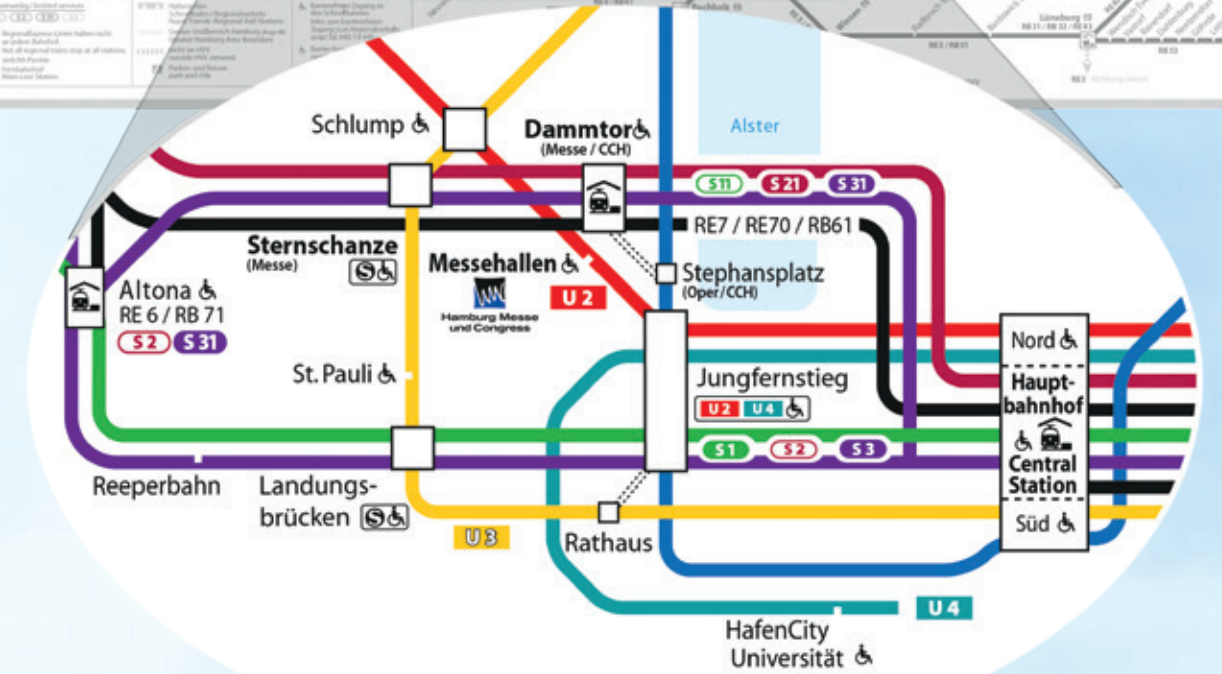 Schlump
Dammtor
(Messe / CCH)
Alster
S11 S21 S31
RE7 / RE70 / RB61
Sternschanze
(Messe)
S
Messehallen
Hamburg Messe
und Congress
U2
Stephansplatz
(Oper/CCH)
Altona
RE 6 / RB 71
S2 S31
St. Pauli
Jungfernstieg
U2 U4
S1 S2 S3
Nord
Haupt-
bahnhof
Central
Station
Süd
Reeperbahn
Landungs-
brücken S
U3
Rathaus
U4
HafenCity
Universität